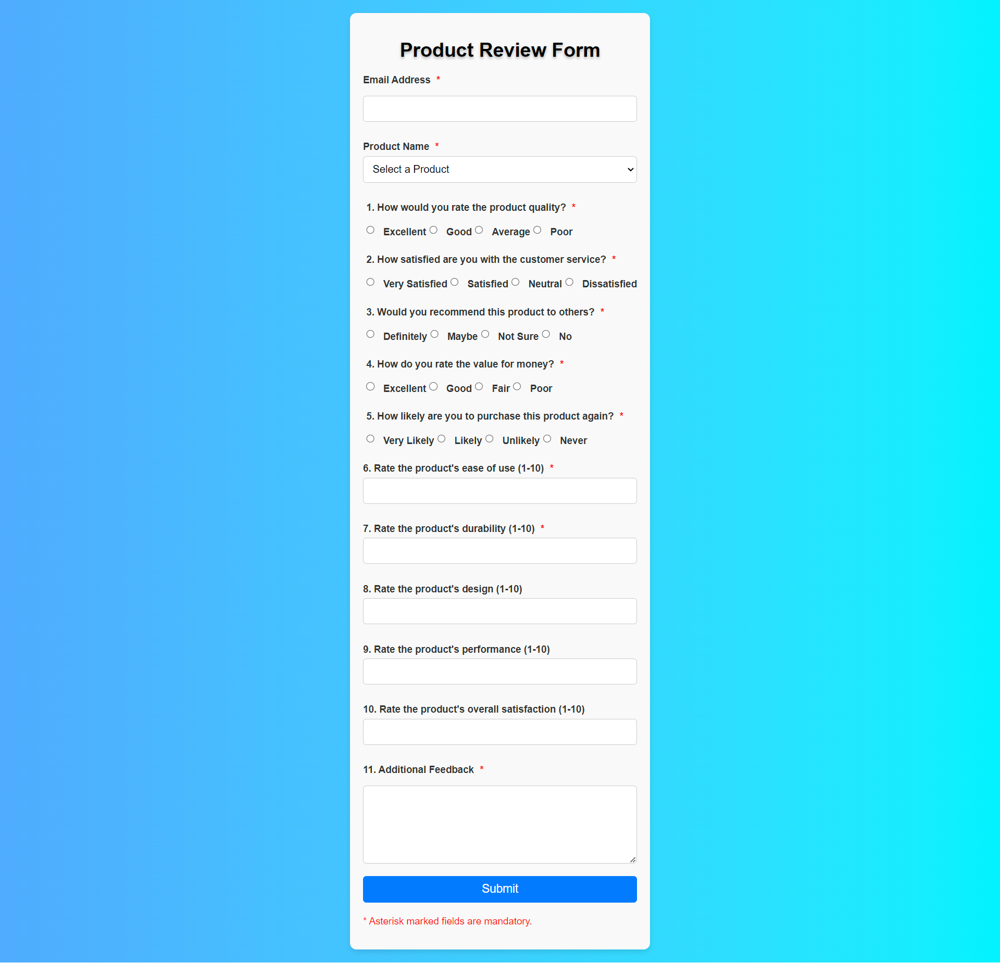 Product Review Form
Email Address *
Product Name *
Select a Product
1. How would you rate the product quality? *
Excellent Good Average Poor
2. How satisfied are you with the customer service? *
Very Satisfied Satisfied Neutral Dissatisfied
3. Would you recommend this product to others? *
Definitely Maybe Not Sure No
4. How do you rate the value for money? *
Excellent Good Fair Poor
5. How likely are you to purchase this product again? *
Very Likely Likely Unlikely Never
6. Rate the product's ease of use (1-10) *
7. Rate the product's durability (1-10) *
8. Rate the product's design (1-10)
9. Rate the product's performance (1-10)
10. Rate the product's overall satisfaction (1-10)
11. Additional Feedback *
Submit
* Asterisk marked fields are mandatory.